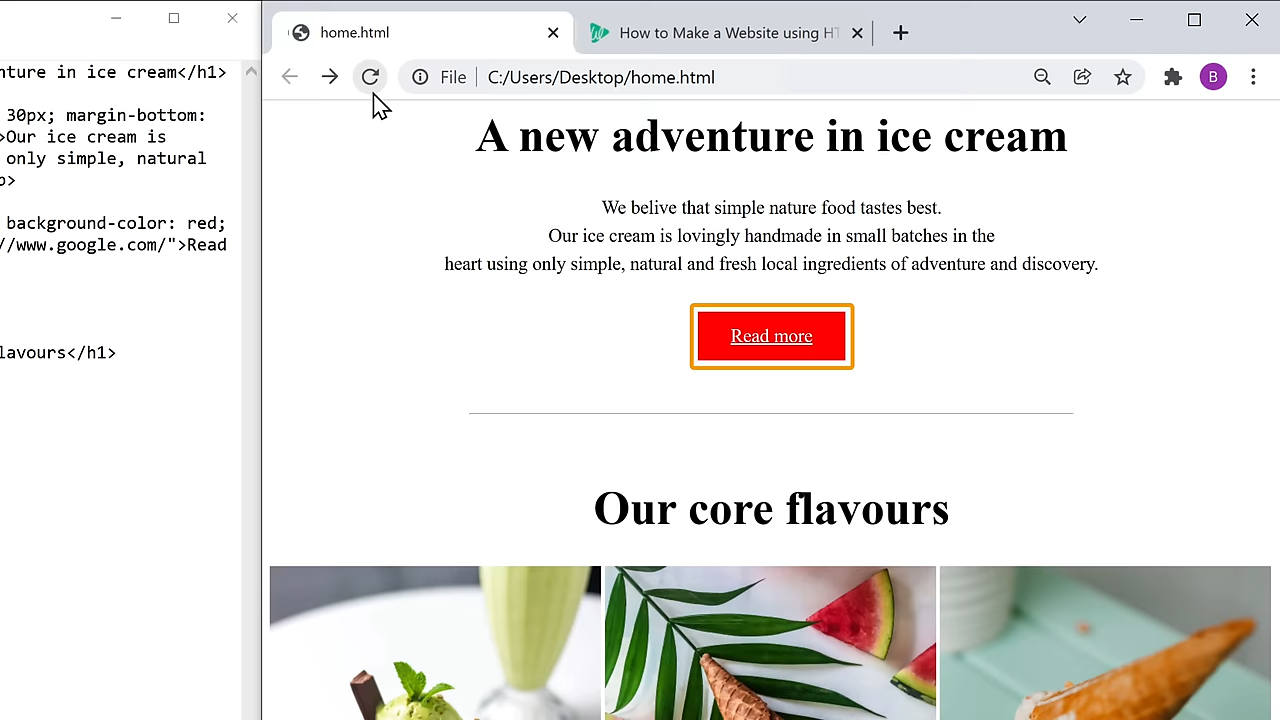 home.html
How to Make a Website using HT
File
C:/Users/Desktop/home.html
B
nture in ice cream</h1>
30px; margin-bottom:
>Our ice cream is
only simple, natural
p>
background-color: red;
//www.google.com/">Read
lavours</h1>
A new adventure in ice cream
We belive that simple nature food tastes best.
Our ice cream is lovingly handmade in small batches in the
heart using only simple, natural and fresh local ingredients of adventure and discovery.
Read more
Our core flavours